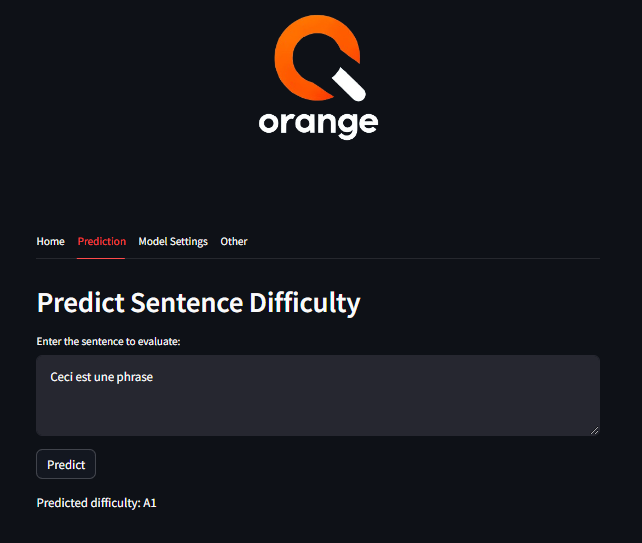 orange
Home Prediction Model Settings Other
Predict Sentence Difficulty
Enter the sentence to evaluate:
Ceci est une phrase
Predict
Predicted difficulty: A1